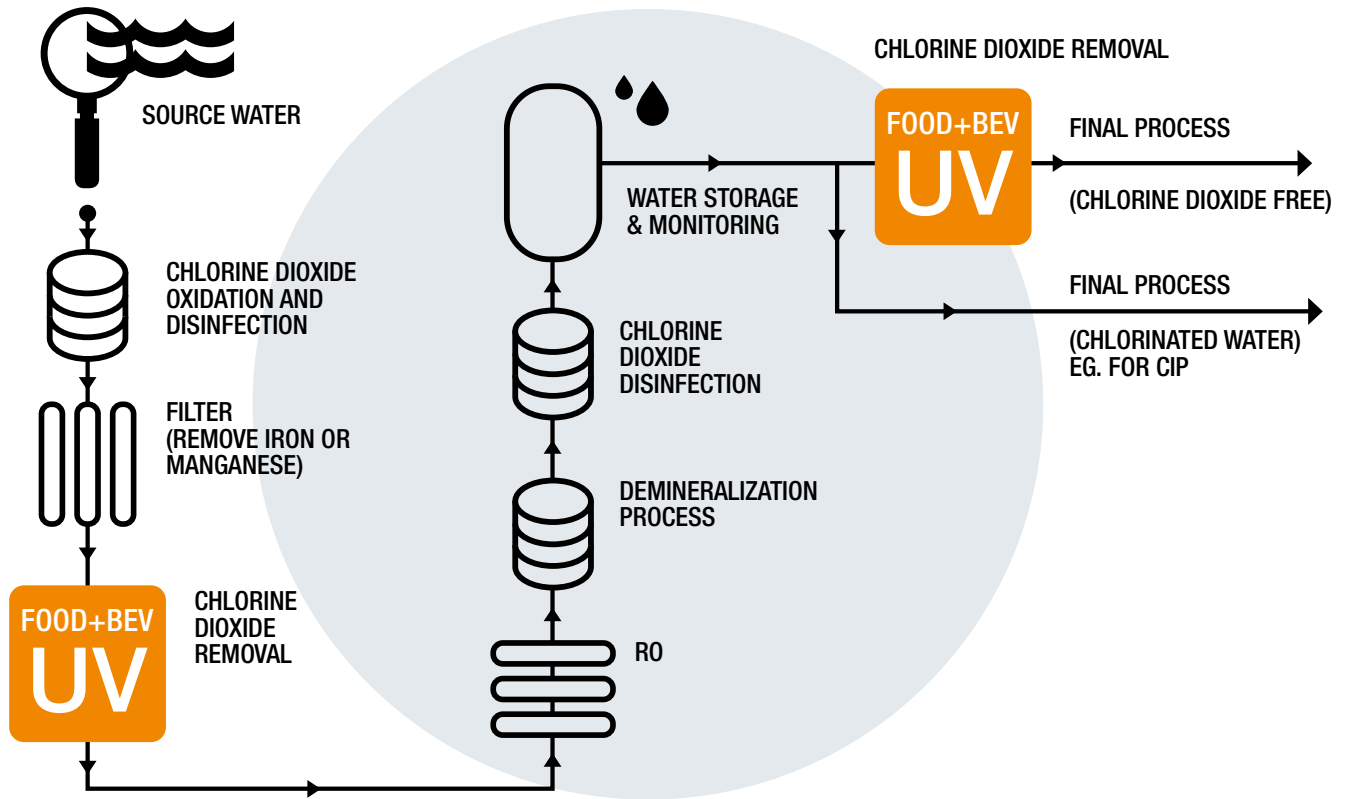 SOURCE WATER
CHLORINE DIOXIDE
OXIDATION AND
DISINFECTION
FILTER
(REMOVE IRON OR
MANGANESE)
FOOD+BEV
UV
CHLORINE
DIOXIDE
REMOVAL
RO
DEMINERALIZATION
PROCESS
CHLORINE
DIOXIDE
DISINFECTION
WATER STORAGE
& MONITORING
CHLORINE DIOXIDE REMOVAL
FOOD+BEV
UV
FINAL PROCESS
(CHLORINE DIOXIDE FREE)
FINAL PROCESS
(CHLORINATED WATER)
EG. FOR CIP